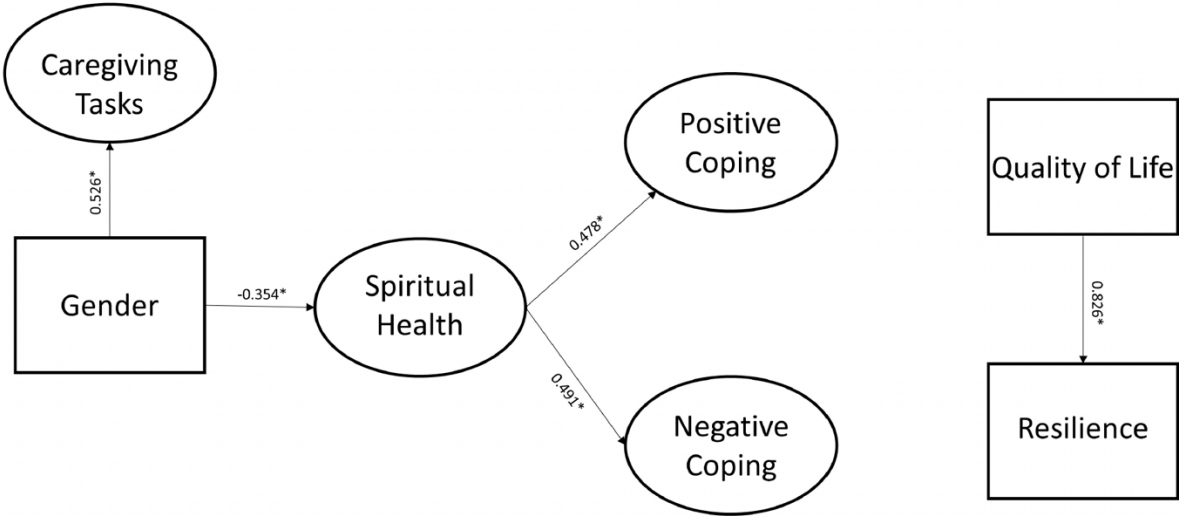 Caregiving
Tasks
0.526*
Gender
-0.354*
Spiritual
Health
0.478*
Positive
Coping
0.491*
Negative
Coping
Quality of Life
0.826*
Resilience